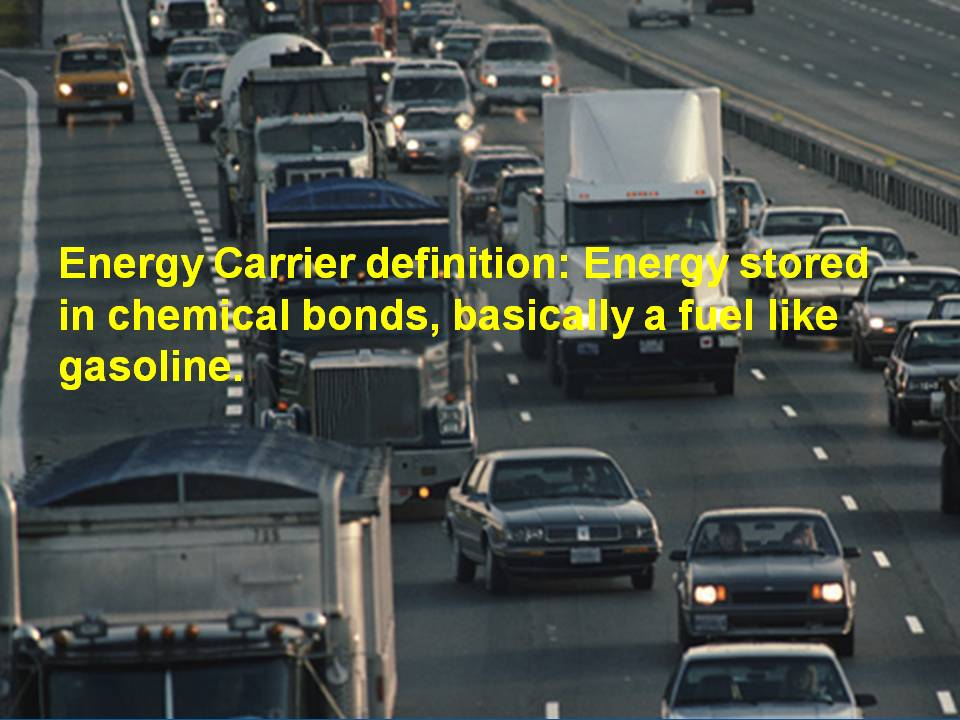 Energy Carrier definition: Energy stored
in chemical bonds, basically a fuel like
gasoline.